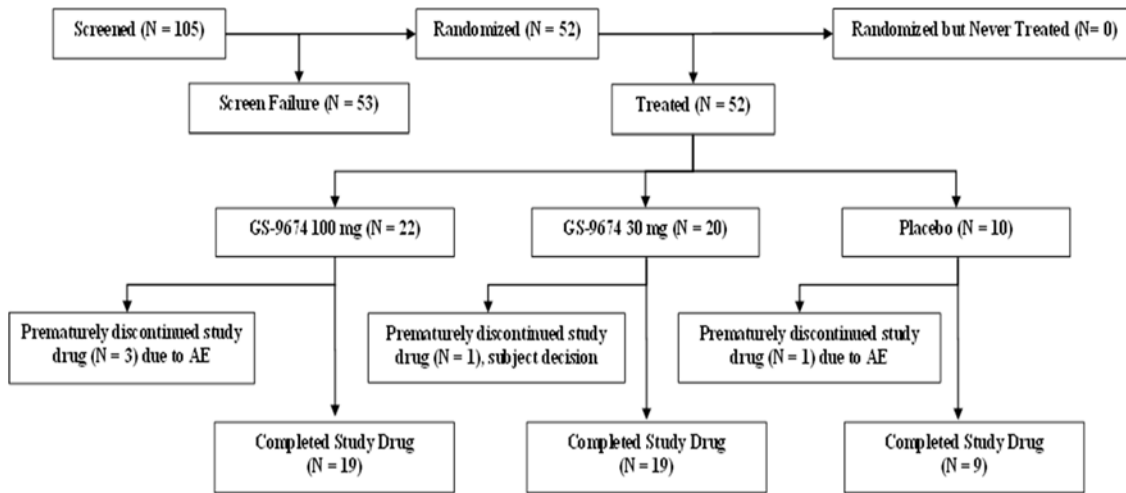 Screened (N = 105)
Randomized (N = 52)
Randomized but Never Treated (N= 0)
Screen Failure (N = 53)
Treated (N = 52)
GS-9674 100 mg (N = 22)
GS-9674 30 mg (N = 20)
Placebo (N = 10)
Prematurely discontinued study
drug (N = 3) due to AE
Prematurely discontinued study
drug (N = 1), subject decision
Prematurely discontinued study
drug (N = 1) due to AE
Completed Study Drug
(N = 19)
Completed Study Drug
(N = 19)
Completed Study Drug
(N = 9)